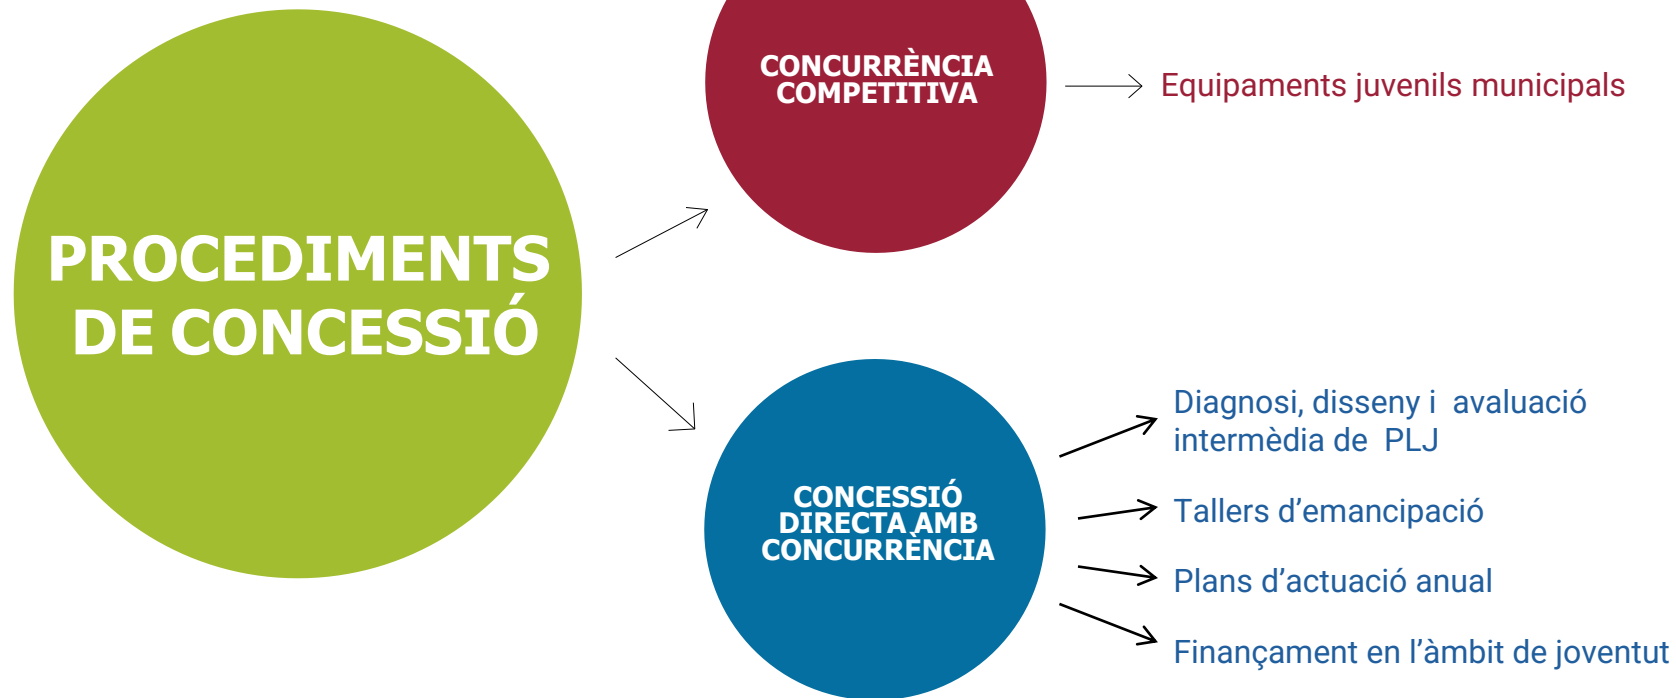 PROCEDIMENTS
DE CONCESSIÓ
CONCURRÈNCIA
COMPETITIVA
Equipaments juvenils municipals
CONCESSIÓ
DIRECTA AMB
CONCURRÈNCIA
Diagnosi, disseny i  avaluació
intermèdia de  PLJ
Tallers d’emancipació
Plans d’actuació anual
Finançament en l’àmbit de joventut